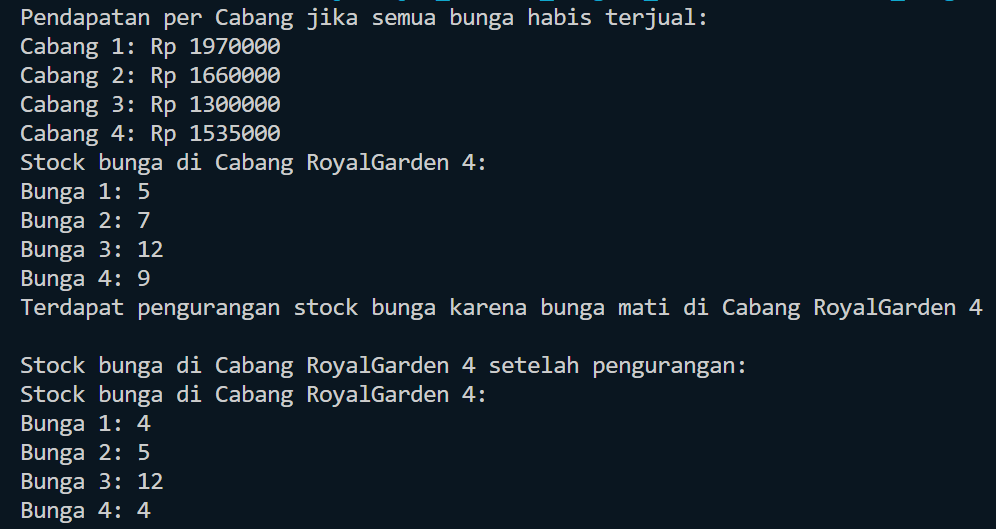 Pendapatan per Cabang jika semua bunga habis terjual:
Cabang 1: Rp 1970000
Cabang 2: Rp 1660000
Cabang 3: Rp 1300000
Cabang 4: Rp 1535000
Stock bunga di Cabang RoyalGarden 4:
Bunga 1: 5
Bunga 2: 7
Bunga 3: 12
Bunga 4: 9
Terdapat pengurangan stock bunga karena bunga mati di Cabang RoyalGarden 4
Stock bunga di Cabang RoyalGarden 4 setelah pengurangan:
Stock bunga di Cabang RoyalGarden 4:
Bunga 1: 4
Bunga 2: 5
Bunga 3: 12
Bunga 4: 4